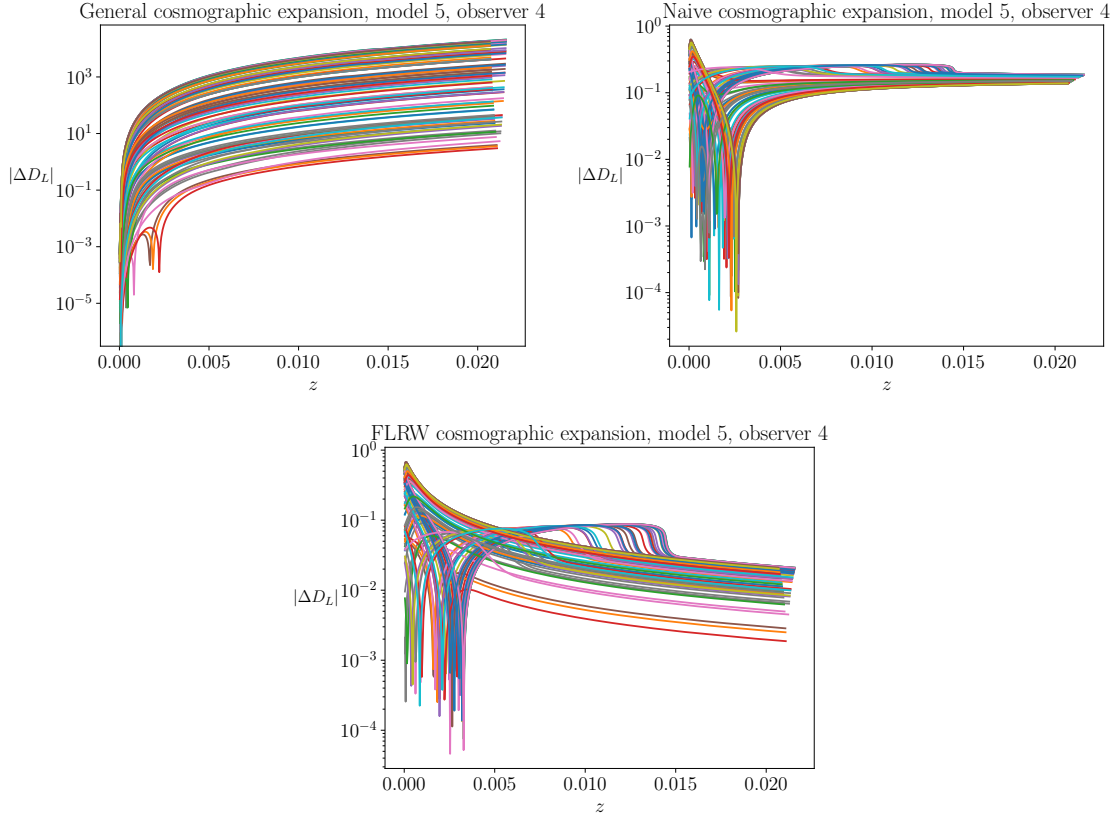 General cosmographic expansion, model 5, observer 4
10^3
10^1
10^-1
10^-3
10^-5
|ΔD_L|
0.000 0.005 0.010 0.015 0.020
z
Naive cosmographic expansion, model 5, observer 4
10^0
10^-1
10^-2
10^-3
10^-4
|ΔD_L|
0.000 0.005 0.010 0.015 0.020
z
FLRW cosmographic expansion, model 5, observer 4
10^0
10^-1
10^-2
10^-3
10^-4
|ΔD_L|
0.000 0.005 0.010 0.015 0.020
z